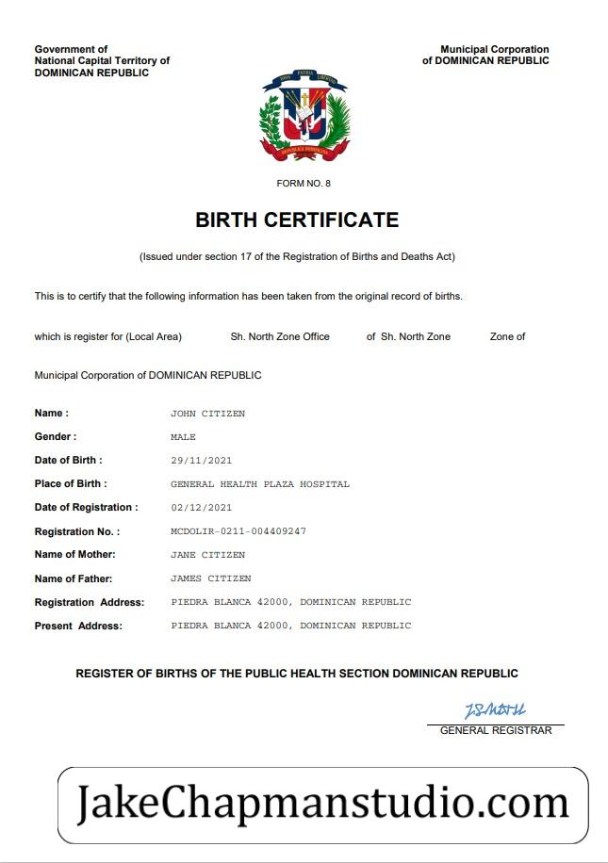 Government of
National Capital Territory of
DOMINICAN REPUBLIC
Municipal Corporation
of DOMINICAN REPUBLIC
REPUBLICA DOMINICANA
FORM NO. 8
BIRTH CERTIFICATE
(Issued under section 17 of the Registration of Births and Deaths Act)
This is to certify that the following information has been taken from the original record of births.
which is register for (Local Area) Sh. North Zone Office of Sh. North Zone Zone of
Municipal Corporation of DOMINICAN REPUBLIC
Name : JOHN CITIZEN
Gender : MALE
Date of Birth : 29/11/2021
Place of Birth : GENERAL HEALTH PLAZA HOSPITAL
Date of Registration : 02/12/2021
Registration No. : MCDOLIR-0211-004409247
Name of Mother: JANE CITIZEN
Name of Father: JAMES CITIZEN
Registration Address: PIEDRA BLANCA 42000, DOMINICAN REPUBLIC
Present Address: PIEDRA BLANCA 42000, DOMINICAN REPUBLIC
REGISTER OF BIRTHS OF THE PUBLIC HEALTH SECTION DOMINICAN REPUBLIC
GENERAL REGISTRAR
JakeChapmanstudio.com